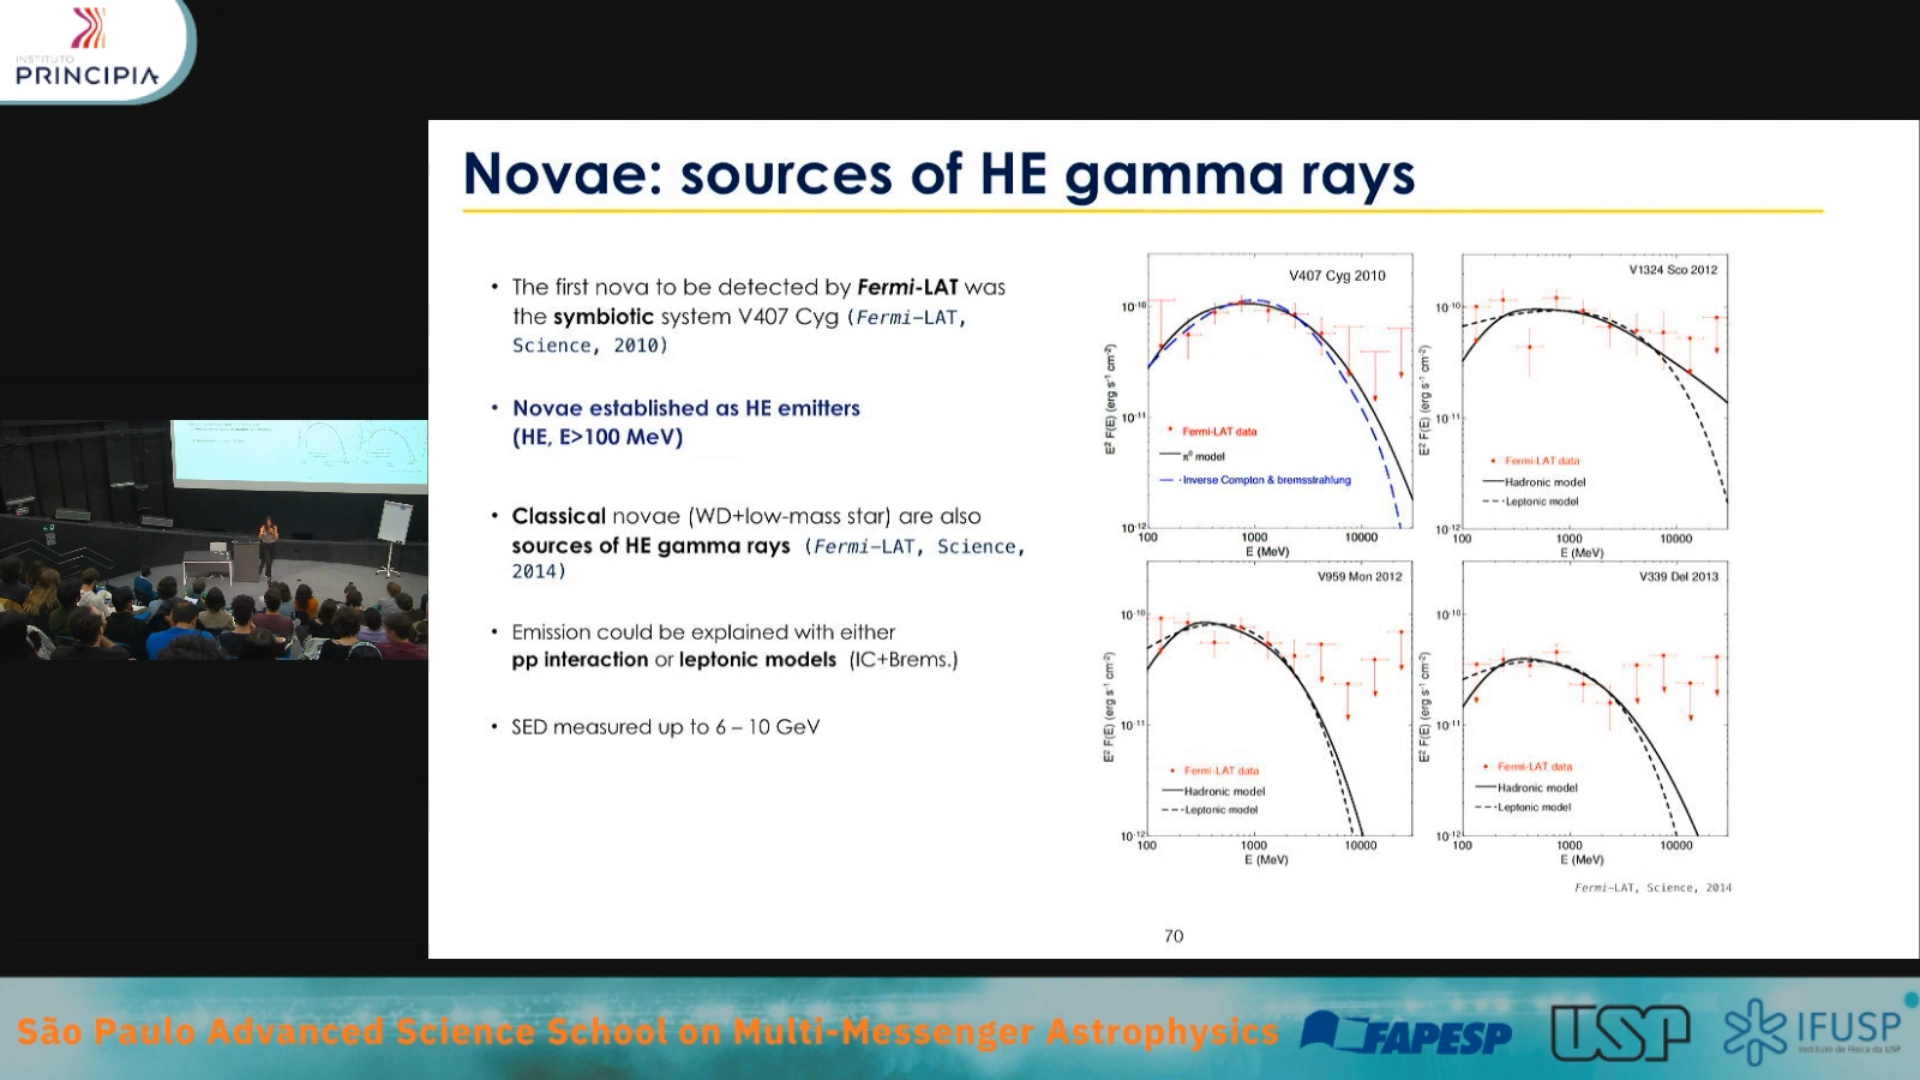 INSTITUTO
PRINCIPIA
Novae: sources of HE gamma rays
• The first nova to be detected by Fermi-LAT was
the symbiotic system V407 Cyg (Fermi-LAT,
Science, 2010)
• Novae established as HE emitters
(HE, E>100 MeV)
• Classical novae (WD+low-mass star) are also
sources of HE gamma rays (Fermi-LAT, Science,
2014)
• Emission could be explained with either
pp interaction or leptonic models (IC+Brems.)
• SED measured up to 6 – 10 GeV
V407 Cyg 2010
E² F(E) (erg s⁻¹ cm⁻²)
10⁻¹⁰
10⁻¹¹
10⁻¹²
Fermi-LAT data
π⁰ model
Inverse Compton & bremsstrahlung
100 1000 10000
E (MeV)
V1324 Sco 2012
E² F(E) (erg s⁻¹ cm⁻²)
10⁻¹⁰
10⁻¹¹
10⁻¹²
Fermi-LAT data
Hadronic model
Leptonic model
100 1000 10000
E (MeV)
V959 Mon 2012
E² F(E) (erg s⁻¹ cm⁻²)
10⁻¹⁰
10⁻¹¹
10⁻¹²
Fermi-LAT data
Hadronic model
Leptonic model
100 1000 10000
E (MeV)
V339 Del 2013
E² F(E) (erg s⁻¹ cm⁻²)
10⁻¹⁰
10⁻¹¹
10⁻¹²
Fermi-LAT data
Hadronic model
Leptonic model
100 1000 10000
E (MeV)
Fermi-LAT, Science, 2014
70
São Paulo Advanced Science School on Multi-Messenger Astrophysics
FAPESP
USP
IFUSP
Instituto de Física da USP